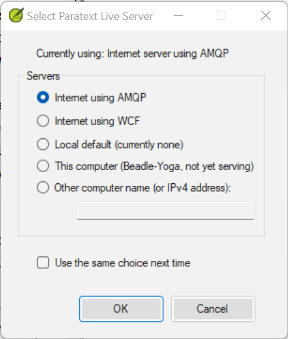 Select Paratext Live Server
Currently using: Internet server using AMQP
Servers
Internet using AMQP
Internet using WCF
Local default (currently none)
This computer (Beadle-Yoga, not yet serving)
Other computer name (or IPv4 address):
Use the same choice next time
OK
Cancel